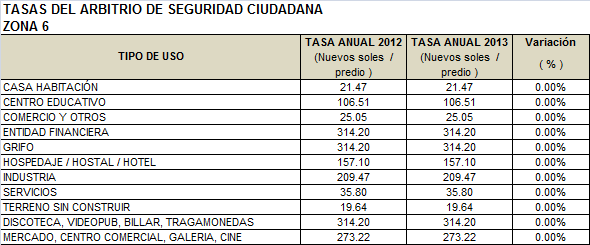 TASAS DEL ARBITRIO DE SEGURIDAD CIUDADANA
ZONA 6
TIPO DE USO TASA ANUAL 2012 (Nuevos soles / predio ) TASA ANUAL 2013 (Nuevos soles / predio ) Variación ( % )
CASA HABITACIÓN 21.47 21.47 0.00%
CENTRO EDUCATIVO 106.51 106.51 0.00%
COMERCIO Y OTROS 25.05 25.05 0.00%
ENTIDAD FINANCIERA 314.20 314.20 0.00%
GRIFO 314.20 314.20 0.00%
HOSPEDAJE / HOSTAL / HOTEL 157.10 157.10 0.00%
INDUSTRIA 209.47 209.47 0.00%
SERVICIOS 35.80 35.80 0.00%
TERRENO SIN CONSTRUIR 19.64 19.64 0.00%
DISCOTECA, VIDEOPUB, BILLAR, TRAGAMONEDAS 314.20 314.20 0.00%
MERCADO, CENTRO COMERCIAL, GALERIA, CINE 273.22 273.22 0.00%